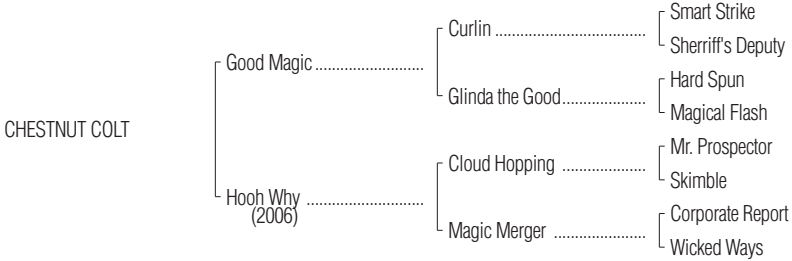 Smart Strike
Curlin ....................................
Sherriff's Deputy
Good Magic ..........................
Hard Spun
Glinda the Good....................
Magical Flash
CHESTNUT COLT
Mr. Prospector
Cloud Hopping ....................
Skimble
Hooh Why ............................
(2006)
Corporate Report
Magic Merger ......................
Wicked Ways